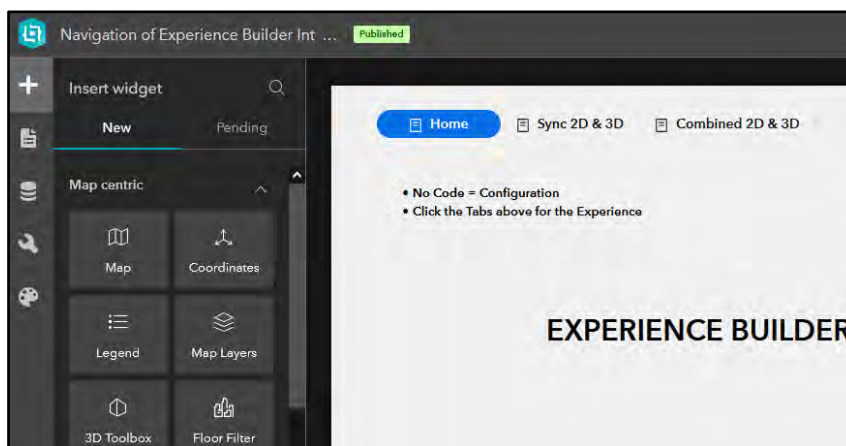 Navigation of Experience Builder Int ... Published
Insert widget
New Pending
Map centric
Map Coordinates
Legend Map Layers
3D Toolbox Floor Filter
Home Sync 2D & 3D Combined 2D & 3D
• No Code = Configuration
• Click the Tabs above for the Experience
EXPERIENCE BUILDER